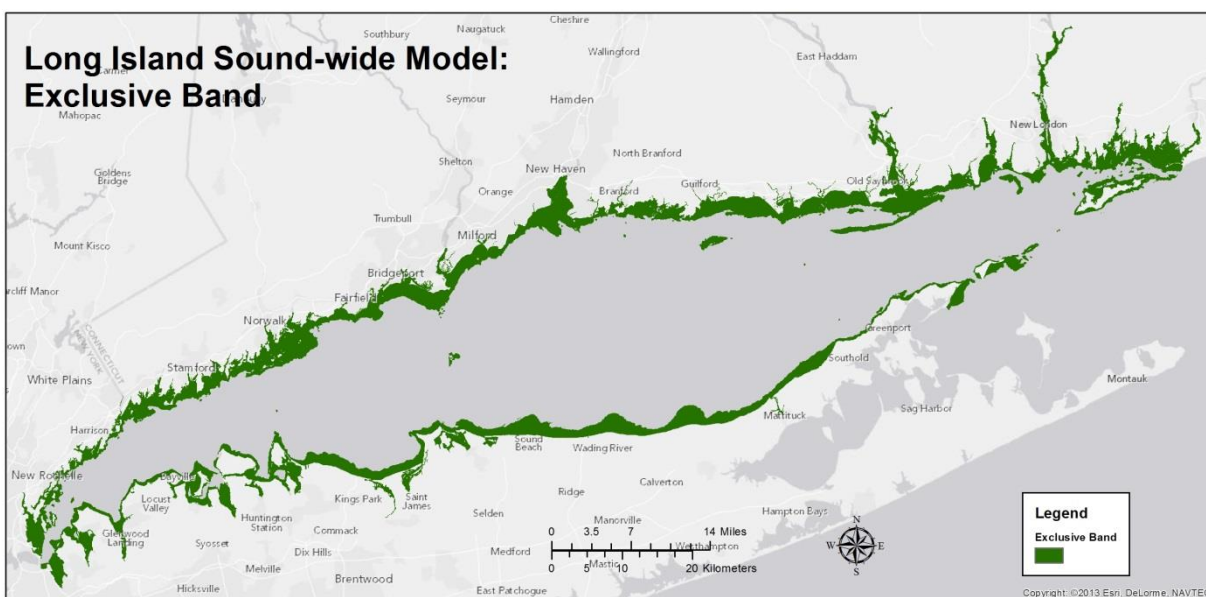 Long Island Sound-wide Model:
Exclusive Band
Southbury
Naugatuck
Cheshire
Wallingford
East Haddam
Carmel
Danbury
Seymour
Hamden
Mahopac
New London
Shelton
North Branford
New Haven
Goldens
Bridge
Orange
Branford
Guilford
Old Saybrook
Trumbull
Milford
Mount Kisco
Bridgeport
Fairfield
Norwalk
CONNECTICUT
NEW YORK
Greenport
Southold
Stamford
White Plains
Montauk
Sag Harbor
Mattituck
Harrison
Sound
Beach
Wading River
New Rochelle
Bayville
Locust
Valley
Kings Park
Saint
James
Calverton
Ridge
Huntington
Station
Selden
Hampton Bays
Glenwood
Landing
Commack
Manorville
Syosset
Dix Hills
Medford
Westhampton
Melville
Mastic
Brentwood
Hicksville
East Patchogue
0 3.5 7 14 Miles
0 5 10 20 Kilometers
N
W E
S
Legend
Exclusive Band
Copyright: ©2013 Esri, DeLorme, NAVTEQ